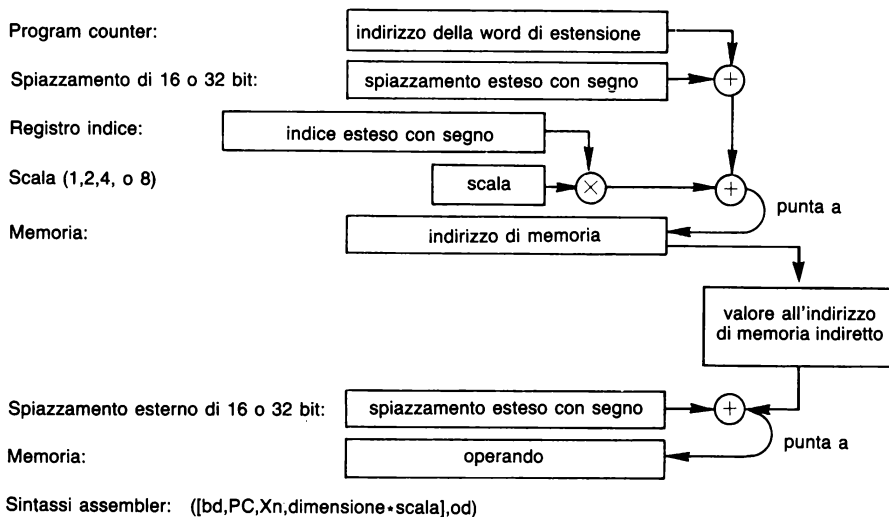 Program counter: indirizzo della word di estensione
+
Spiazzamento di 16 o 32 bit: spiazzamento esteso con segno
Registro indice: indice esteso con segno
Scala (1,2,4, o 8) scala × +
punta a
Memoria: indirizzo di memoria
valore all'indirizzo
di memoria indiretto
Spiazzamento esterno di 16 o 32 bit: spiazzamento esteso con segno +
punta a
Memoria: operando
Sintassi assembler: ([bd,PC,Xn,dimensione*scala],od)